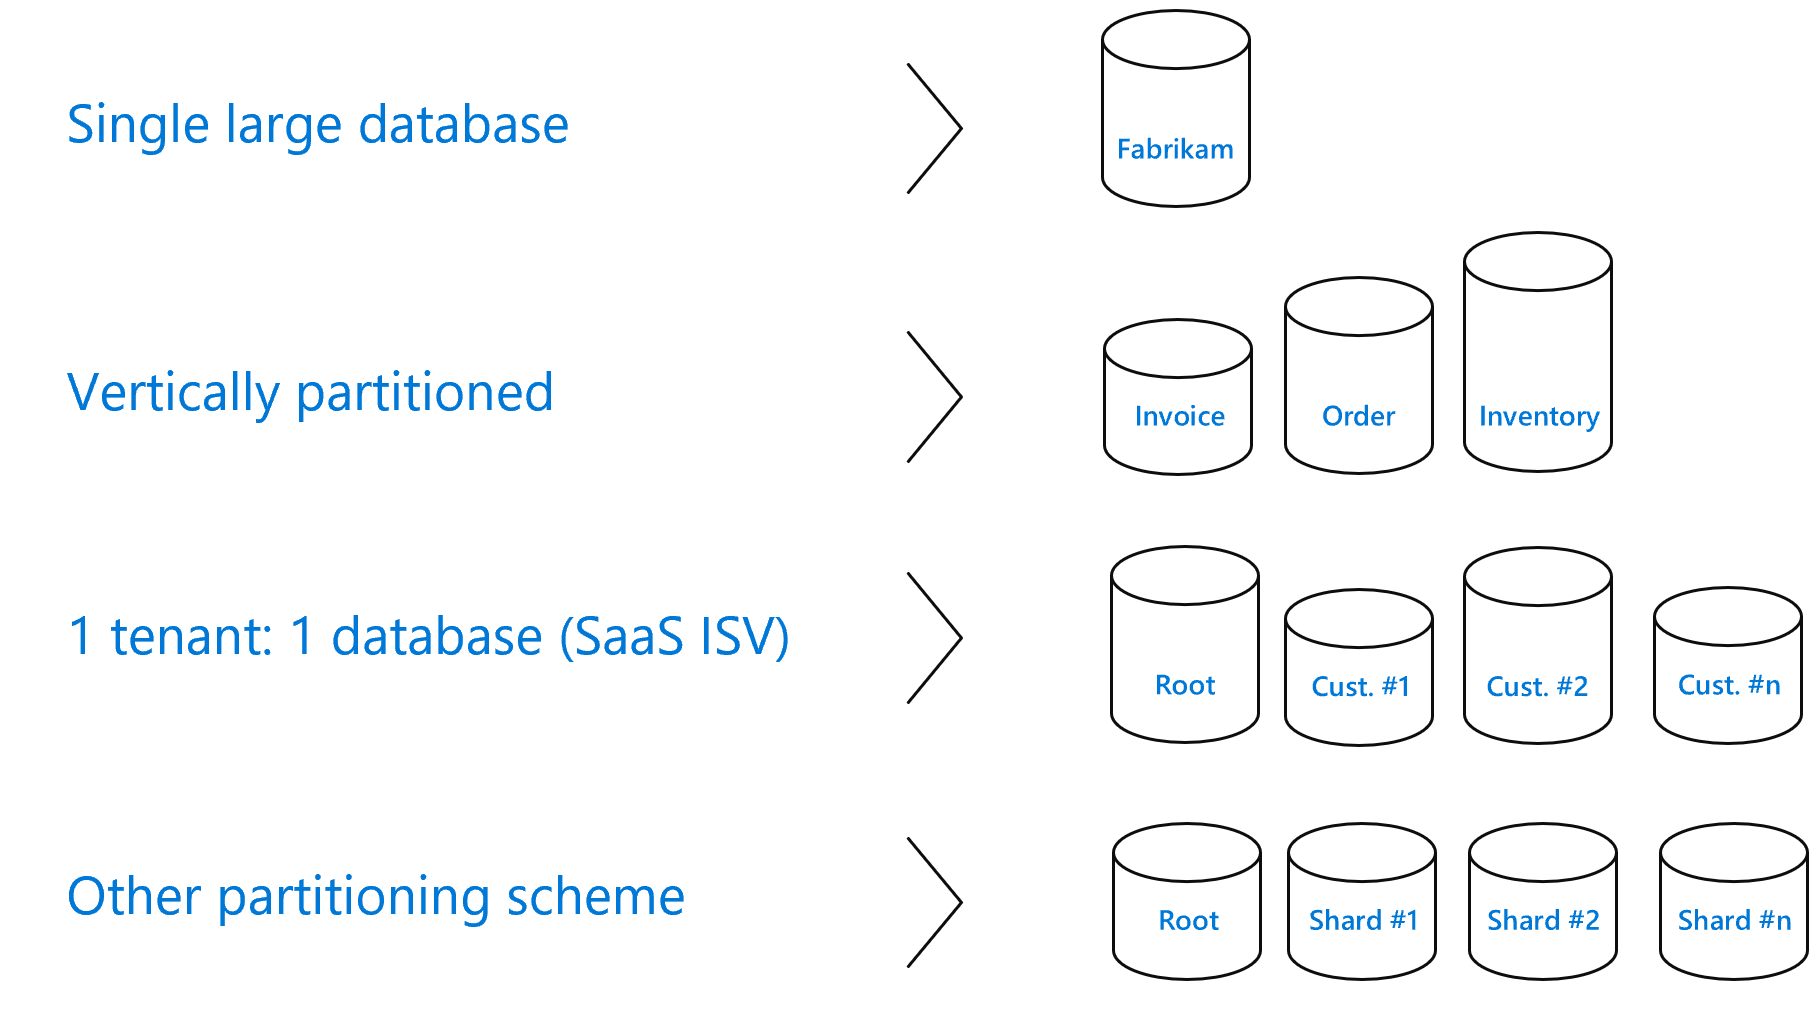 Single large database
Fabrikam
Vertically partitioned
Invoice
Order
Inventory
1 tenant: 1 database (SaaS ISV)
Root
Cust. #1
Cust. #2
Cust. #n
Other partitioning scheme
Root
Shard #1
Shard #2
Shard #n